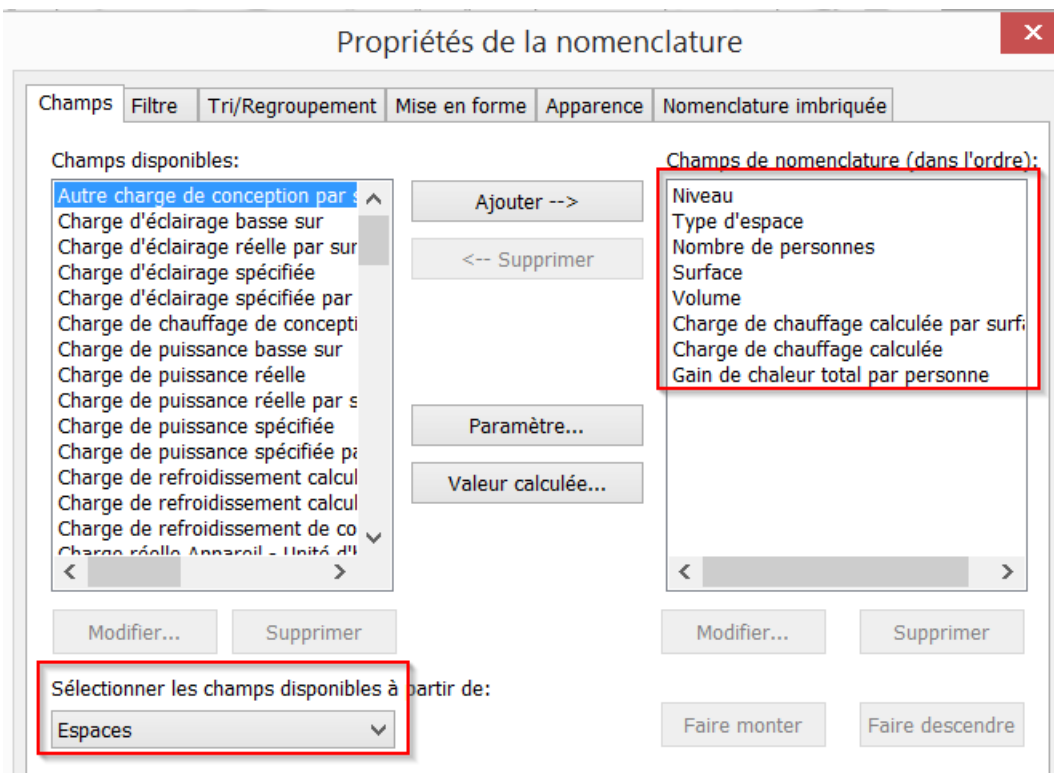 Propriétés de la nomenclature
Champs Filtre Tri/Regroupement Mise en forme Apparence Nomenclature imbriquée
Champs disponibles:
Autre charge de conception par s
Charge d'éclairage basse sur
Charge d'éclairage réelle par sur
Charge d'éclairage spécifiée
Charge d'éclairage spécifiée par
Charge de chauffage de concepti
Charge de puissance basse sur
Charge de puissance réelle
Charge de puissance réelle par s
Charge de puissance spécifiée
Charge de puissance spécifiée pa
Charge de refroidissement calcul
Charge de refroidissement calcul
Charge de refroidissement de co
Charge réelle Appareil - Unité d'h
Modifier... Supprimer
Sélectionner les champs disponibles à partir de:
Espaces
Ajouter -->
<-- Supprimer
Paramètre...
Valeur calculée...
Champs de nomenclature (dans l'ordre):
Niveau
Type d'espace
Nombre de personnes
Surface
Volume
Charge de chauffage calculée par surfa
Charge de chauffage calculée
Gain de chaleur total par personne
Modifier... Supprimer
Faire monter Faire descendre